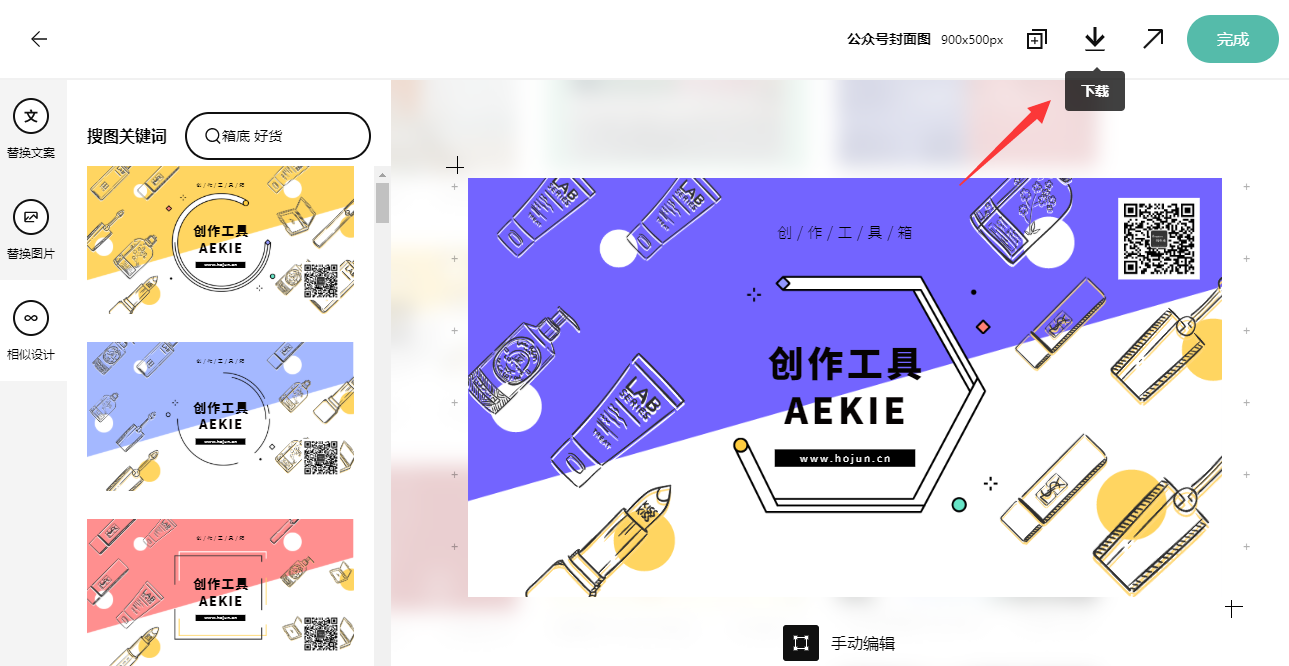 公众号封面图 900x500px
完成
下载
文
替换文案
替换图片
相似设计
搜图关键词
箱底 好货
创/作/工/具/箱
创作工具
AEKIE
www.hojun.cn
创/作/工/具/箱
创作工具
AEKIE
www.hojun.cn
创/作/工/具/箱
创作工具
AEKIE
www.hojun.cn
LAB
LAB
创/作/工/具/箱
创作工具
AEKIE
www.hojun.cn
LAB
SERIES
手动编辑